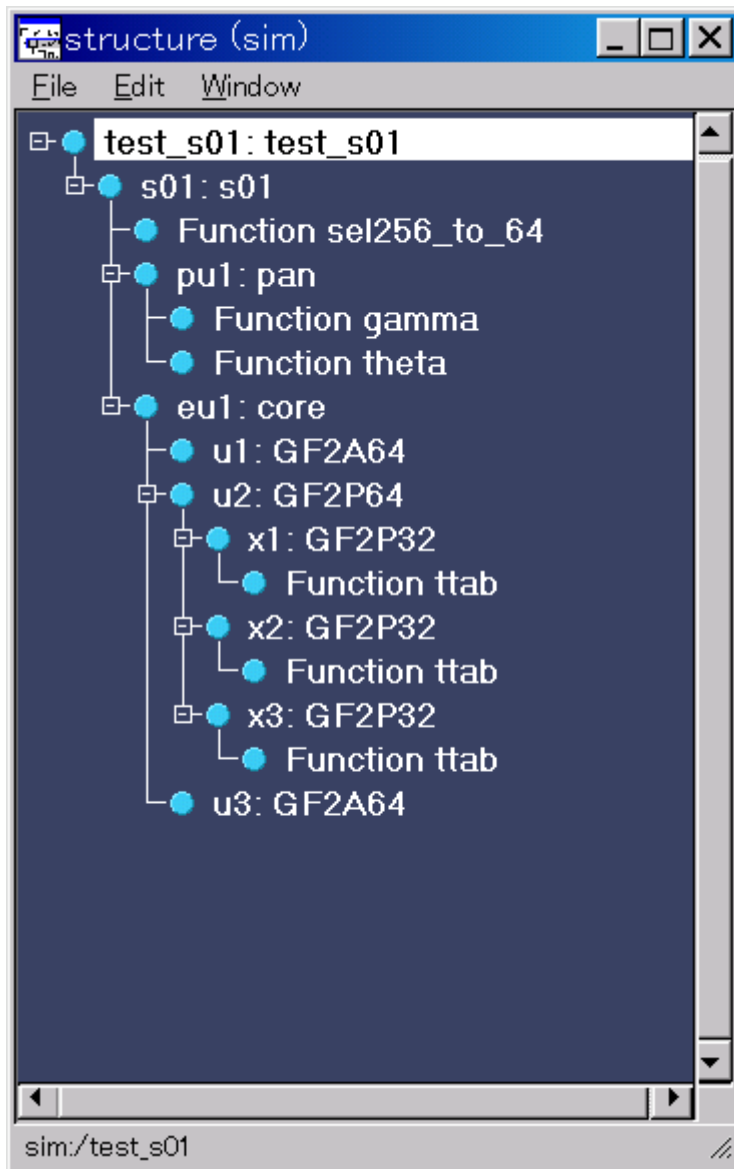 structure (sim)
File Edit Window
test_s01: test_s01
s01: s01
Function sel256_to_64
pu1: pan
Function gamma
Function theta
eu1: core
u1: GF2A64
u2: GF2P64
x1: GF2P32
Function ttab
x2: GF2P32
Function ttab
x3: GF2P32
Function ttab
u3: GF2A64
sim:/test_s01